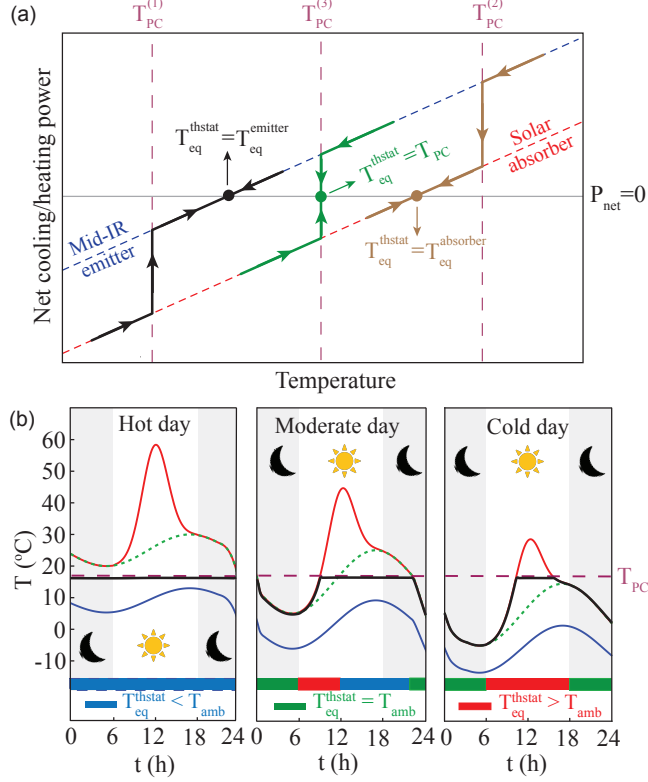 (a)
T_PC^(1) T_PC^(3) T_PC^(2)
Net cooling/heating power
T_eq^thstat=T_eq^emitter
T_eq^thstat=T_PC
Solar
absorber
P_net=0
Mid-IR
emitter
T_eq^thstat=T_eq^absorber
Temperature
(b)
Hot day Moderate day Cold day
T (°C)
60
50
40
30
20
10
0
-10
T_PC
T_eq^thstat < T_amb T_eq^thstat = T_amb T_eq^thstat > T_amb
0 6 12 18 24 0 6 12 18 24 0 6 12 18 24
t (h) t (h) t (h)